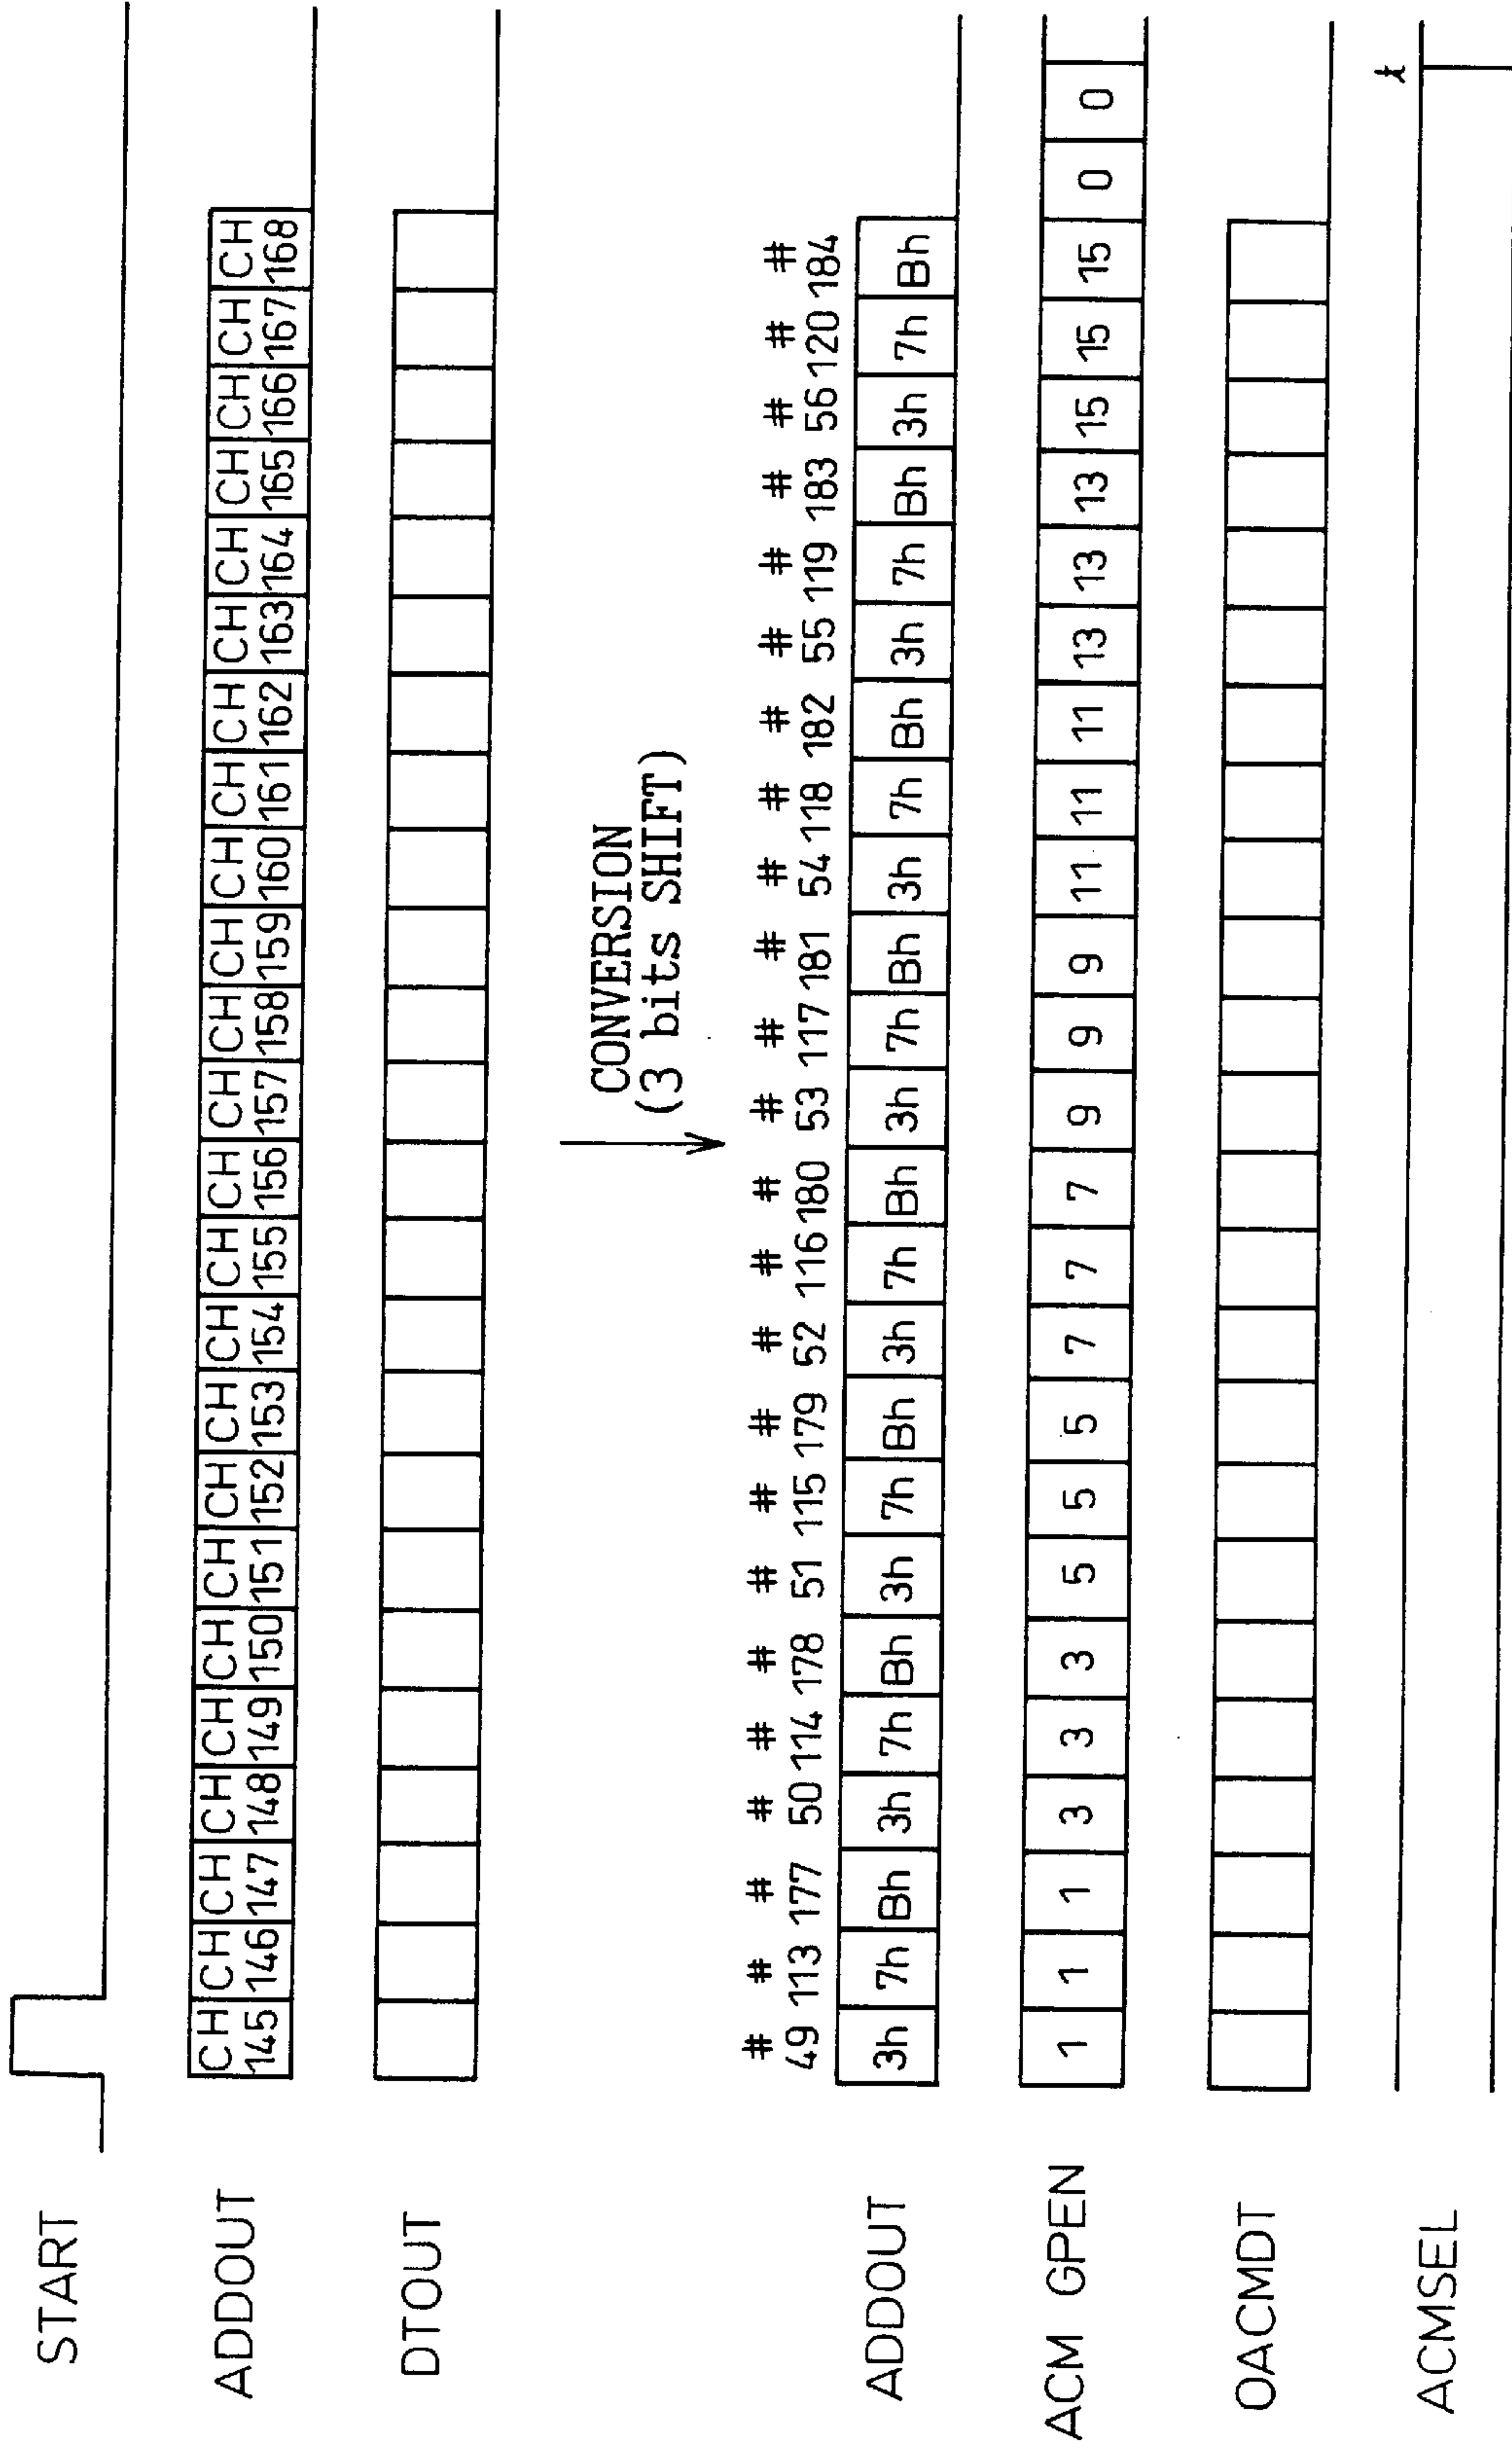 START
ADDOUT
CH CH CH CH CH CH CH CH CH CH CH CH CH CH CH CH CH CH CH CH CH CH CH CH
145 146 147 148 149 150 151 152 153 154 155 156 157 158 159 160 161 162 163 164 165 166 167 168
DTOUT
CONVERSION
(3 bits SHIFT)
# # # # # # # # # # # # # # # # # # # # # # # #
49 113 177 50 114 178 51 115 179 52 116 180 53 117 181 54 118 182 55 119 183 56 120 184
ADDOUT
3h 7h Bh 3h 7h Bh 3h 7h Bh 3h 7h Bh 3h 7h Bh 3h 7h Bh 3h 7h Bh 3h 7h Bh
ACM GPEN
1 1 1 3 3 3 5 5 5 7 7 7 9 9 9 11 11 11 13 13 13 15 15 15 0 0
OACMDT
ACMSEL